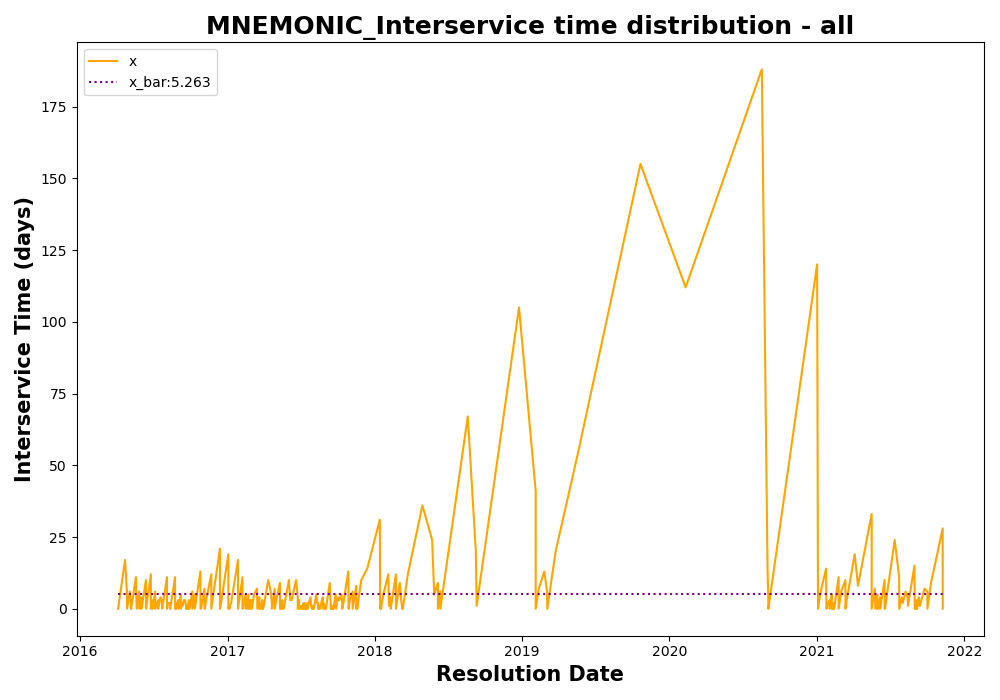 MNEMONIC_Interservice time distribution - all
x
x_bar:5.263
Interservice Time (days)
175
150
125
100
75
50
25
0
2016 2017 2018 2019 2020 2021 2022
Resolution Date